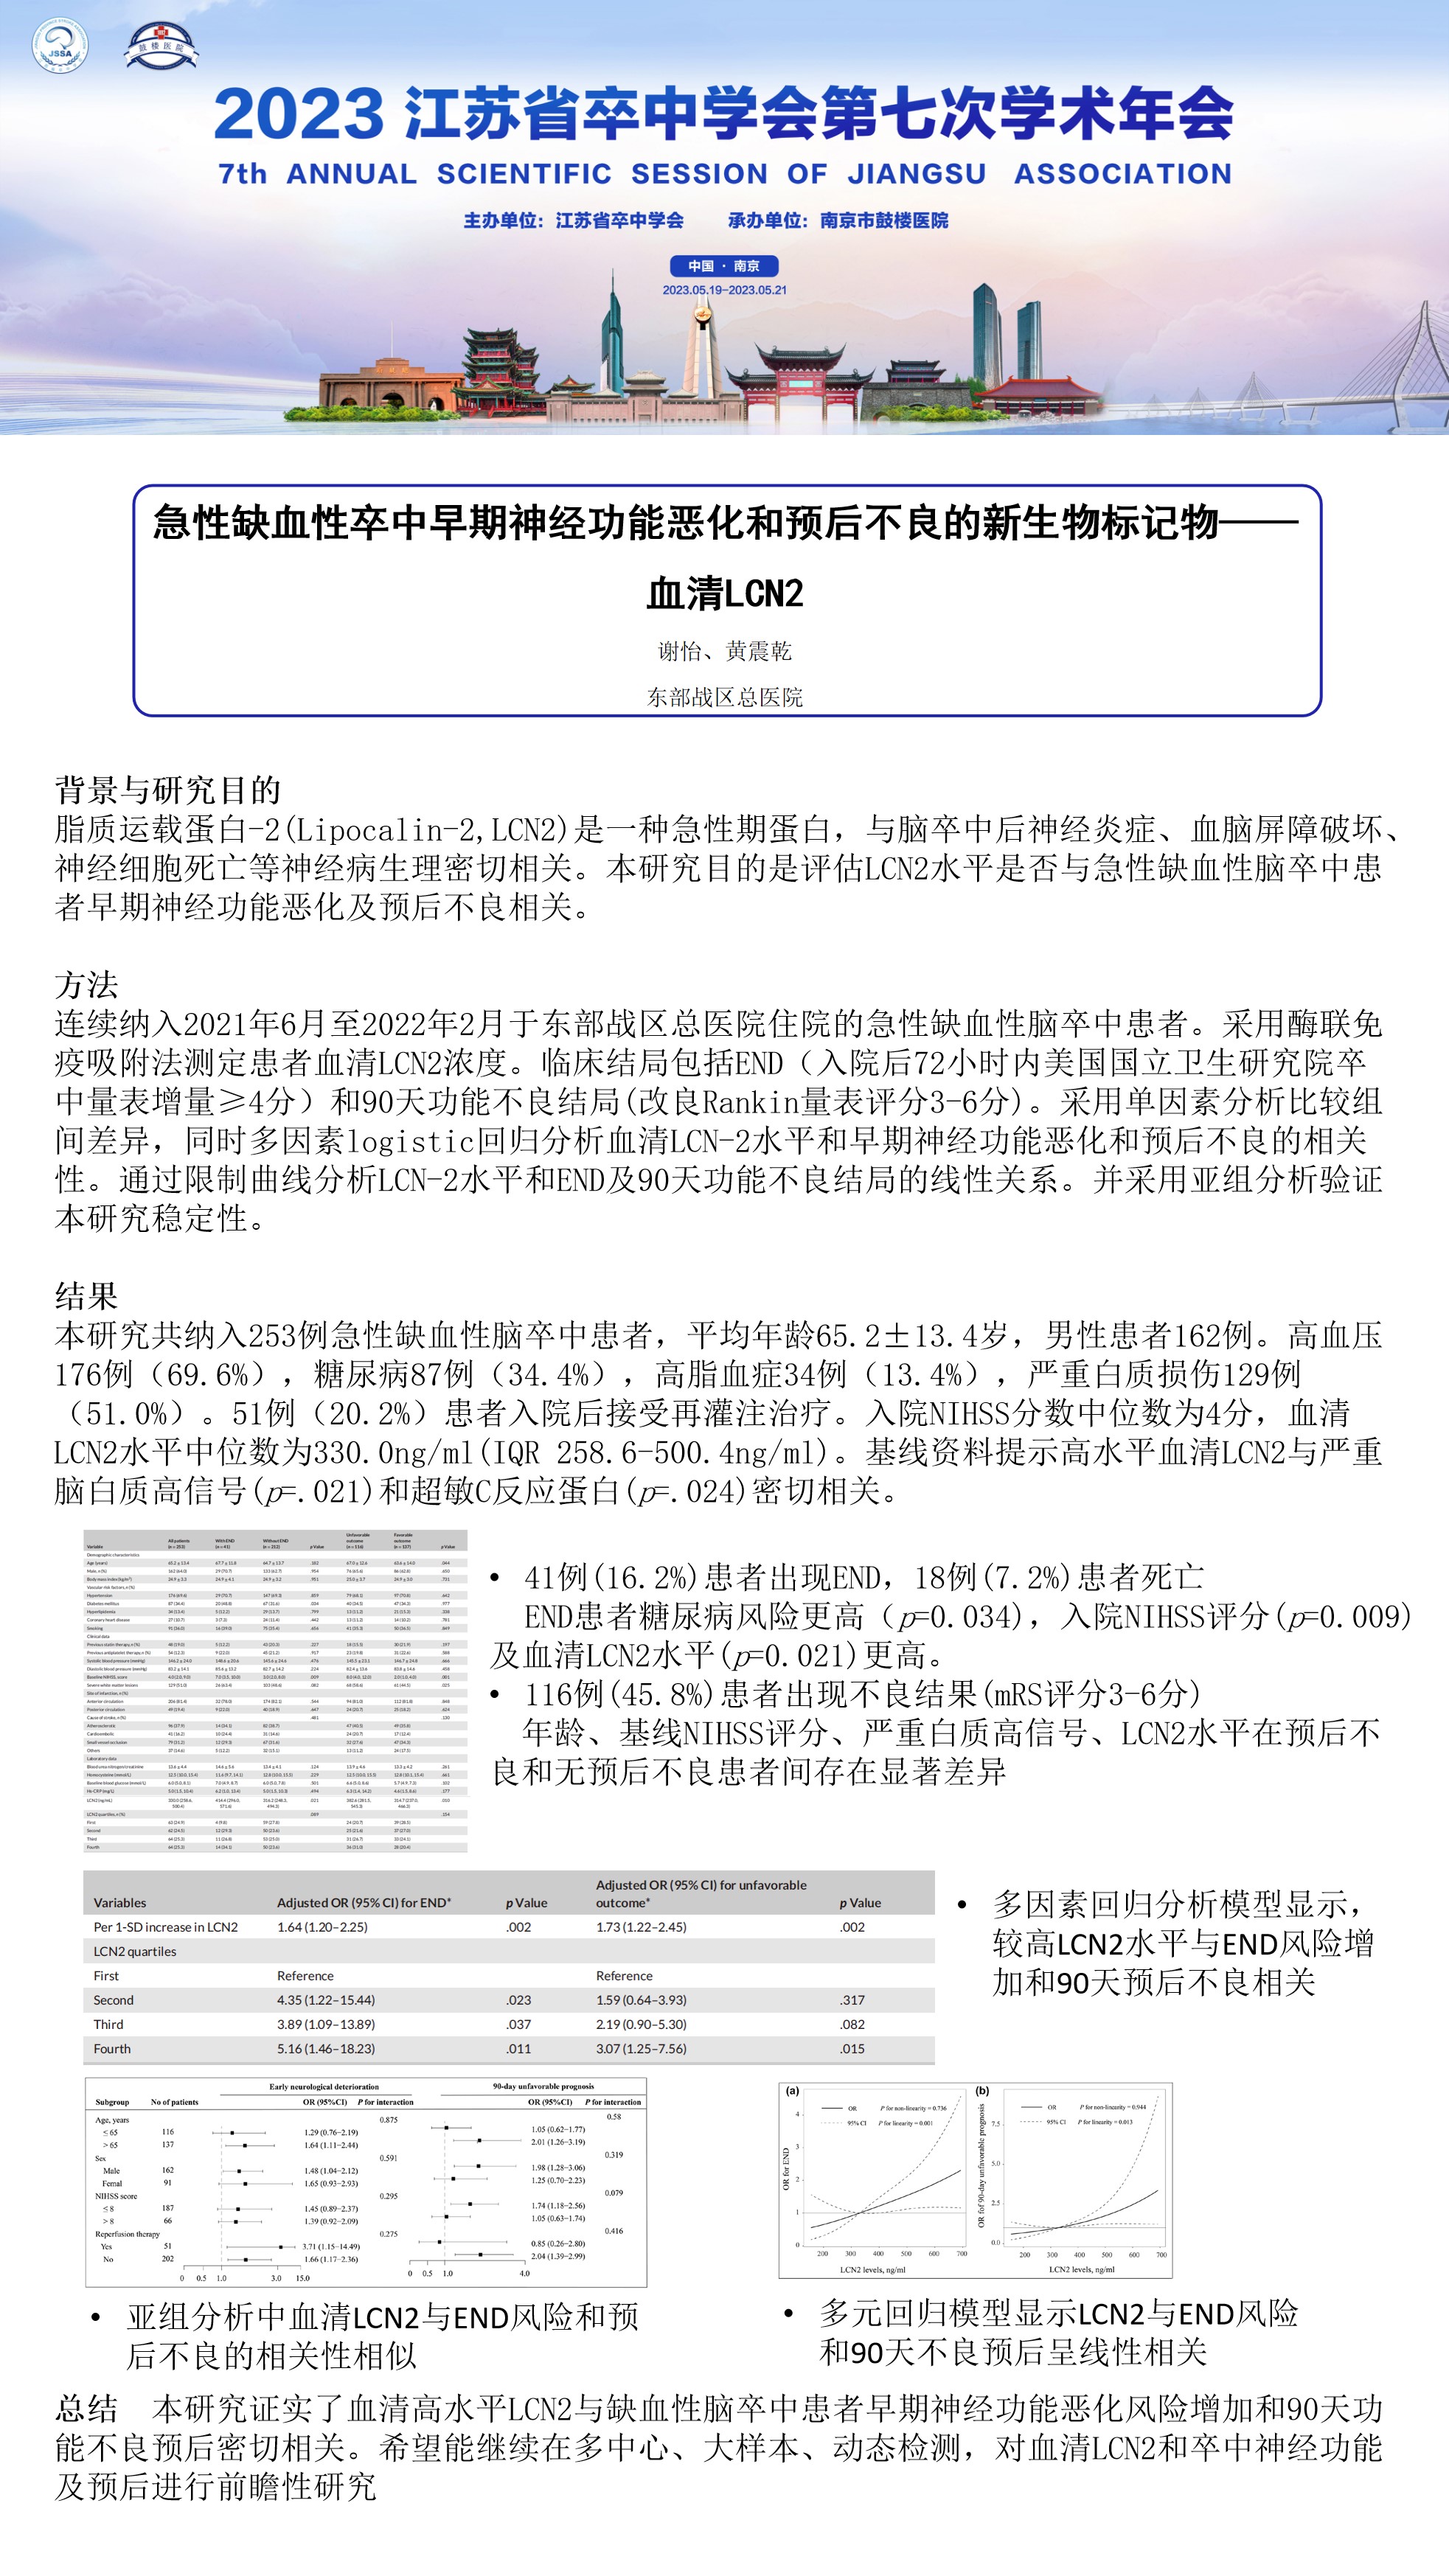 JSSA
鼓楼医院
2023 江苏省卒中学会第七次学术年会
7th ANNUAL SCIENTIFIC SESSION OF JIANGSU ASSOCIATION
主办单位：江苏省卒中学会 承办单位：南京市鼓楼医院
中国 · 南京
2023.05.19-2023.05.21
急性缺血性卒中早期神经功能恶化和预后不良的新生物标记物——
血清LCN2
谢怡、黄震乾
东部战区总医院
背景与研究目的
脂质运载蛋白-2(Lipocalin-2,LCN2)是一种急性期蛋白，与脑卒中后神经炎症、血脑屏障破坏、
神经细胞死亡等神经病生理密切相关。本研究目的是评估LCN2水平是否与急性缺血性脑卒中患
者早期神经功能恶化及预后不良相关。
方法
连续纳入2021年6月至2022年2月于东部战区总医院住院的急性缺血性脑卒中患者。采用酶联免
疫吸附法测定患者血清LCN2浓度。临床结局包括END（入院后72小时内美国国立卫生研究院卒
中量表增量≥4分）和90天功能不良结局(改良Rankin量表评分3-6分)。采用单因素分析比较组
间差异，同时多因素logistic回归分析血清LCN-2水平和早期神经功能恶化和预后不良的相关
性。通过限制曲线分析LCN-2水平和END及90天功能不良结局的线性关系。并采用亚组分析验证
本研究稳定性。
结果
本研究共纳入253例急性缺血性脑卒中患者，平均年龄65.2±13.4岁，男性患者162例。高血压
176例（69.6%），糖尿病87例（34.4%），高脂血症34例（13.4%），严重白质损伤129例
（51.0%）。51例（20.2%）患者入院后接受再灌注治疗。入院NIHSS分数中位数为4分，血清
LCN2水平中位数为330.0ng/ml(IQR 258.6-500.4ng/ml)。基线资料提示高水平血清LCN2与严重
脑白质高信号(p=.021)和超敏C反应蛋白(p=.024)密切相关。
• 41例(16.2%)患者出现END，18例(7.2%)患者死亡
END患者糖尿病风险更高（p=0.034），入院NIHSS评分(p=0.009)
及血清LCN2水平(p=0.021)更高。
• 116例(45.8%)患者出现不良结果(mRS评分3-6分)
年龄、基线NIHSS评分、严重白质高信号、LCN2水平在预后不
良和无预后不良患者间存在显著差异
Adjusted OR (95% CI) for unfavorable
Variables Adjusted OR (95% CI) for END* p Value outcome* p Value
Per 1-SD increase in LCN2 1.64 (1.20–2.25) .002 1.73 (1.22–2.45) .002
LCN2 quartiles
First Reference Reference
Second 4.35 (1.22–15.44) .023 1.59 (0.64–3.93) .317
Third 3.89 (1.09–13.89) .037 2.19 (0.90–5.30) .082
Fourth 5.16 (1.46–18.23) .011 3.07 (1.25–7.56) .015
• 多因素回归分析模型显示，
较高LCN2水平与END风险增
加和90天预后不良相关
Early neurological deterioration 90-day unfavorable prognosis
Subgroup No of patients OR (95%CI) P for interaction OR (95%CI) P for interaction
Age, years 0.875 0.58
≤ 65 116 1.29 (0.76–2.19) 1.05 (0.62–1.77)
> 65 137 1.64 (1.11–2.44) 2.01 (1.26–3.19)
Sex 0.591 0.319
Male 162 1.48 (1.04–2.12) 1.98 (1.28–3.06)
Femal 91 1.65 (0.93–2.93) 1.25 (0.70–2.23)
NIHSS score 0.295 0.079
≤ 8 187 1.45 (0.89–2.37) 1.74 (1.18–2.56)
> 8 66 1.39 (0.92–2.09) 1.05 (0.63–1.74)
Reperfusion therapy 0.275 0.416
Yes 51 3.71 (1.15–14.49) 0.85 (0.26–2.80)
No 202 1.66 (1.17–2.36) 2.04 (1.39–2.99)
0 0.5 1.0 3.0 15.0 0 0.5 1.0 4.0
(a)
OR P for non-linearity = 0.736
95% CI P for linearity = 0.001
OR for END
4
3
2
1
0
200 300 400 500 600 700
LCN2 levels, ng/ml
(b)
OR P for non-linearity = 0.944
95% CI P for linearity = 0.013
OR fof 90-day unfavorable prognosis
7.5
5.0
2.5
0.0
200 300 400 500 600 700
LCN2 levels, ng/ml
• 亚组分析中血清LCN2与END风险和预
后不良的相关性相似
• 多元回归模型显示LCN2与END风险
和90天不良预后呈线性相关
总结 本研究证实了血清高水平LCN2与缺血性脑卒中患者早期神经功能恶化风险增加和90天功
能不良预后密切相关。希望能继续在多中心、大样本、动态检测，对血清LCN2和卒中神经功能
及预后进行前瞻性研究